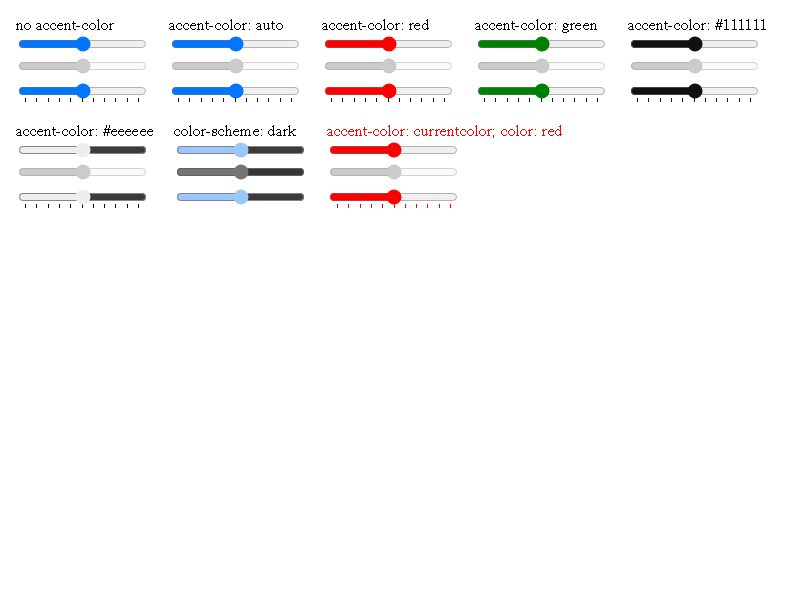 no accent-color
accent-color: auto
accent-color: red
accent-color: green
accent-color: #111111
accent-color: #eeeeee
color-scheme: dark
accent-color: currentcolor; color: red